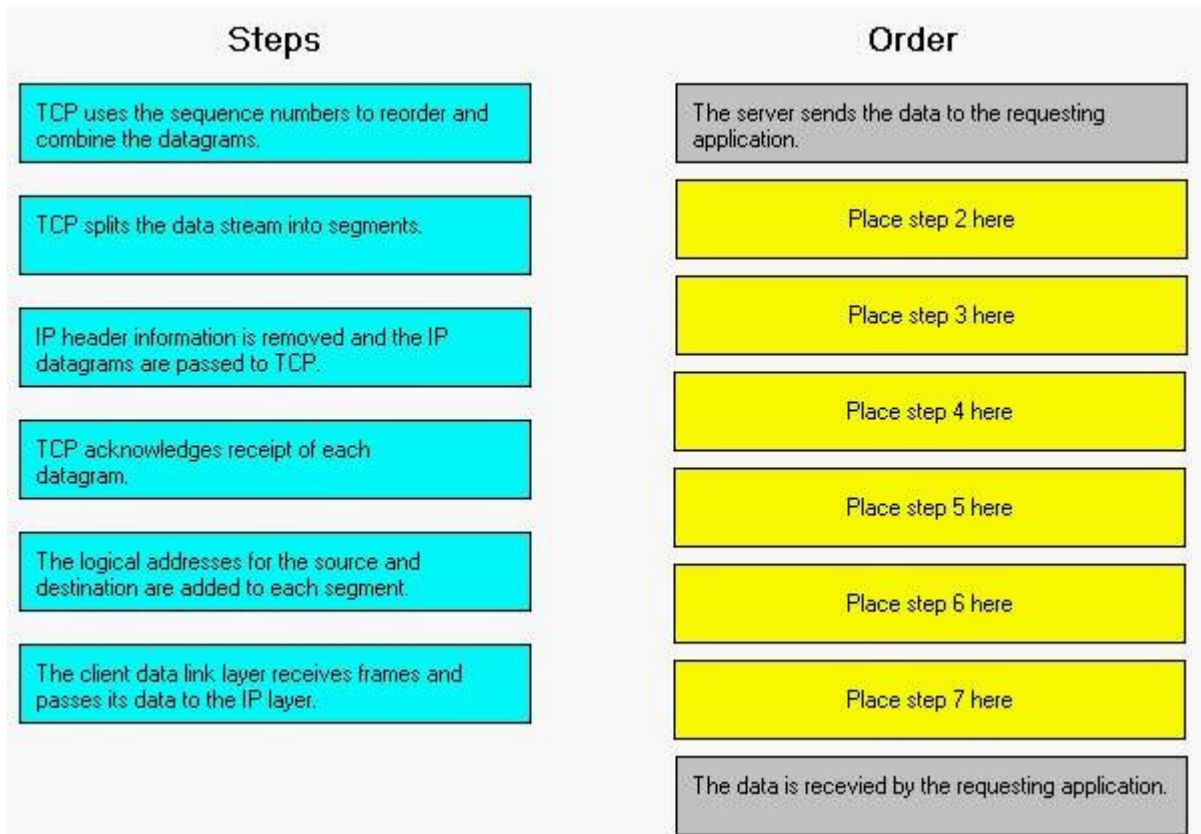 Steps
TCP uses the sequence numbers to reorder and
combine the datagrams.
TCP splits the data stream into segments.
IP header information is removed and the IP
datagrams are passed to TCP.
TCP acknowledges receipt of each
datagram.
The logical addresses for the source and
destination are added to each segment.
The client data link layer receives frames and
passes its data to the IP layer.
Order
The server sends the data to the requesting
application.
Place step 2 here
Place step 3 here
Place step 4 here
Place step 5 here
Place step 6 here
Place step 7 here
The data is recevied by the requesting application.